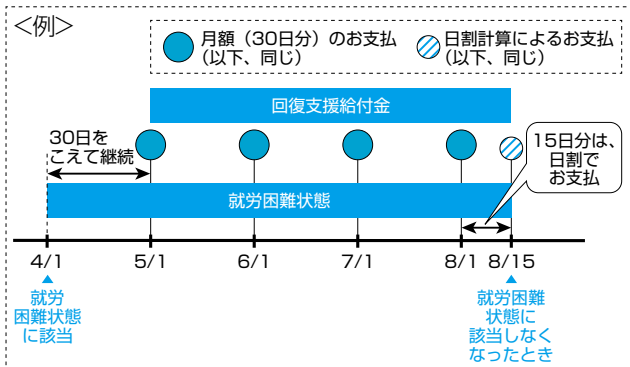 <例>
月額（30日分）のお支払
（以下、同じ）
日割計算によるお支払
（以下、同じ）
回復支援給付金
30日を
こえて継続
15日分は、
日割で
お支払
就労困難状態
4/1
5/1
6/1
7/1
8/1
8/15
就労
困難状態
に該当
就労困難
状態に
該当しなく
なったとき